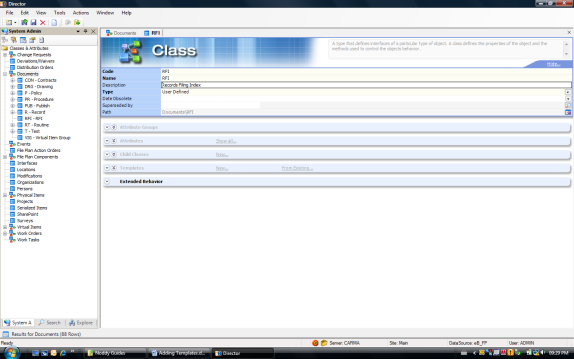 Director
File Edit View Tools Actions Window Help
System Admin
Classes & Attributes
Change Requests
Deviations/Waivers
Distribution Orders
Documents
CON - Contracts
DRG - Drawing
P - Policy
PR - Procedure
PUB - Publish
R - Record
RFI - RFI
RT - Routine
T - Text
VIG - Virtual Item Group
Events
File Plan Action Orders
File Plan Components
Interfaces
Locations
Modifications
Organisations
Persons
Physical Items
Projects
Serialized Items
SharePoint
Surveys
Virtual Items
Work Orders
Work Tasks
System A Search Explore
Documents RFI
Class
A type that defines interfaces of a particular type of object. A class defines the properties of the object and the
methods used to control the objects behavior.
more...
Code RFI
Name RFI
Description Records Filing Index
Type User Defined
Date Obsolete
Superseded by
Path Documents\RFI
Attribute Groups
Attributes Show all...
Child Classes New...
Templates New... From Existing...
Extended Behavior
Results for Documents (88 Rows)
Ready Server: CARMA Site: Main DataSource: eB_FF User: ADMIN
Noddy Guides Adding Templates.d... Director 09:29 PM